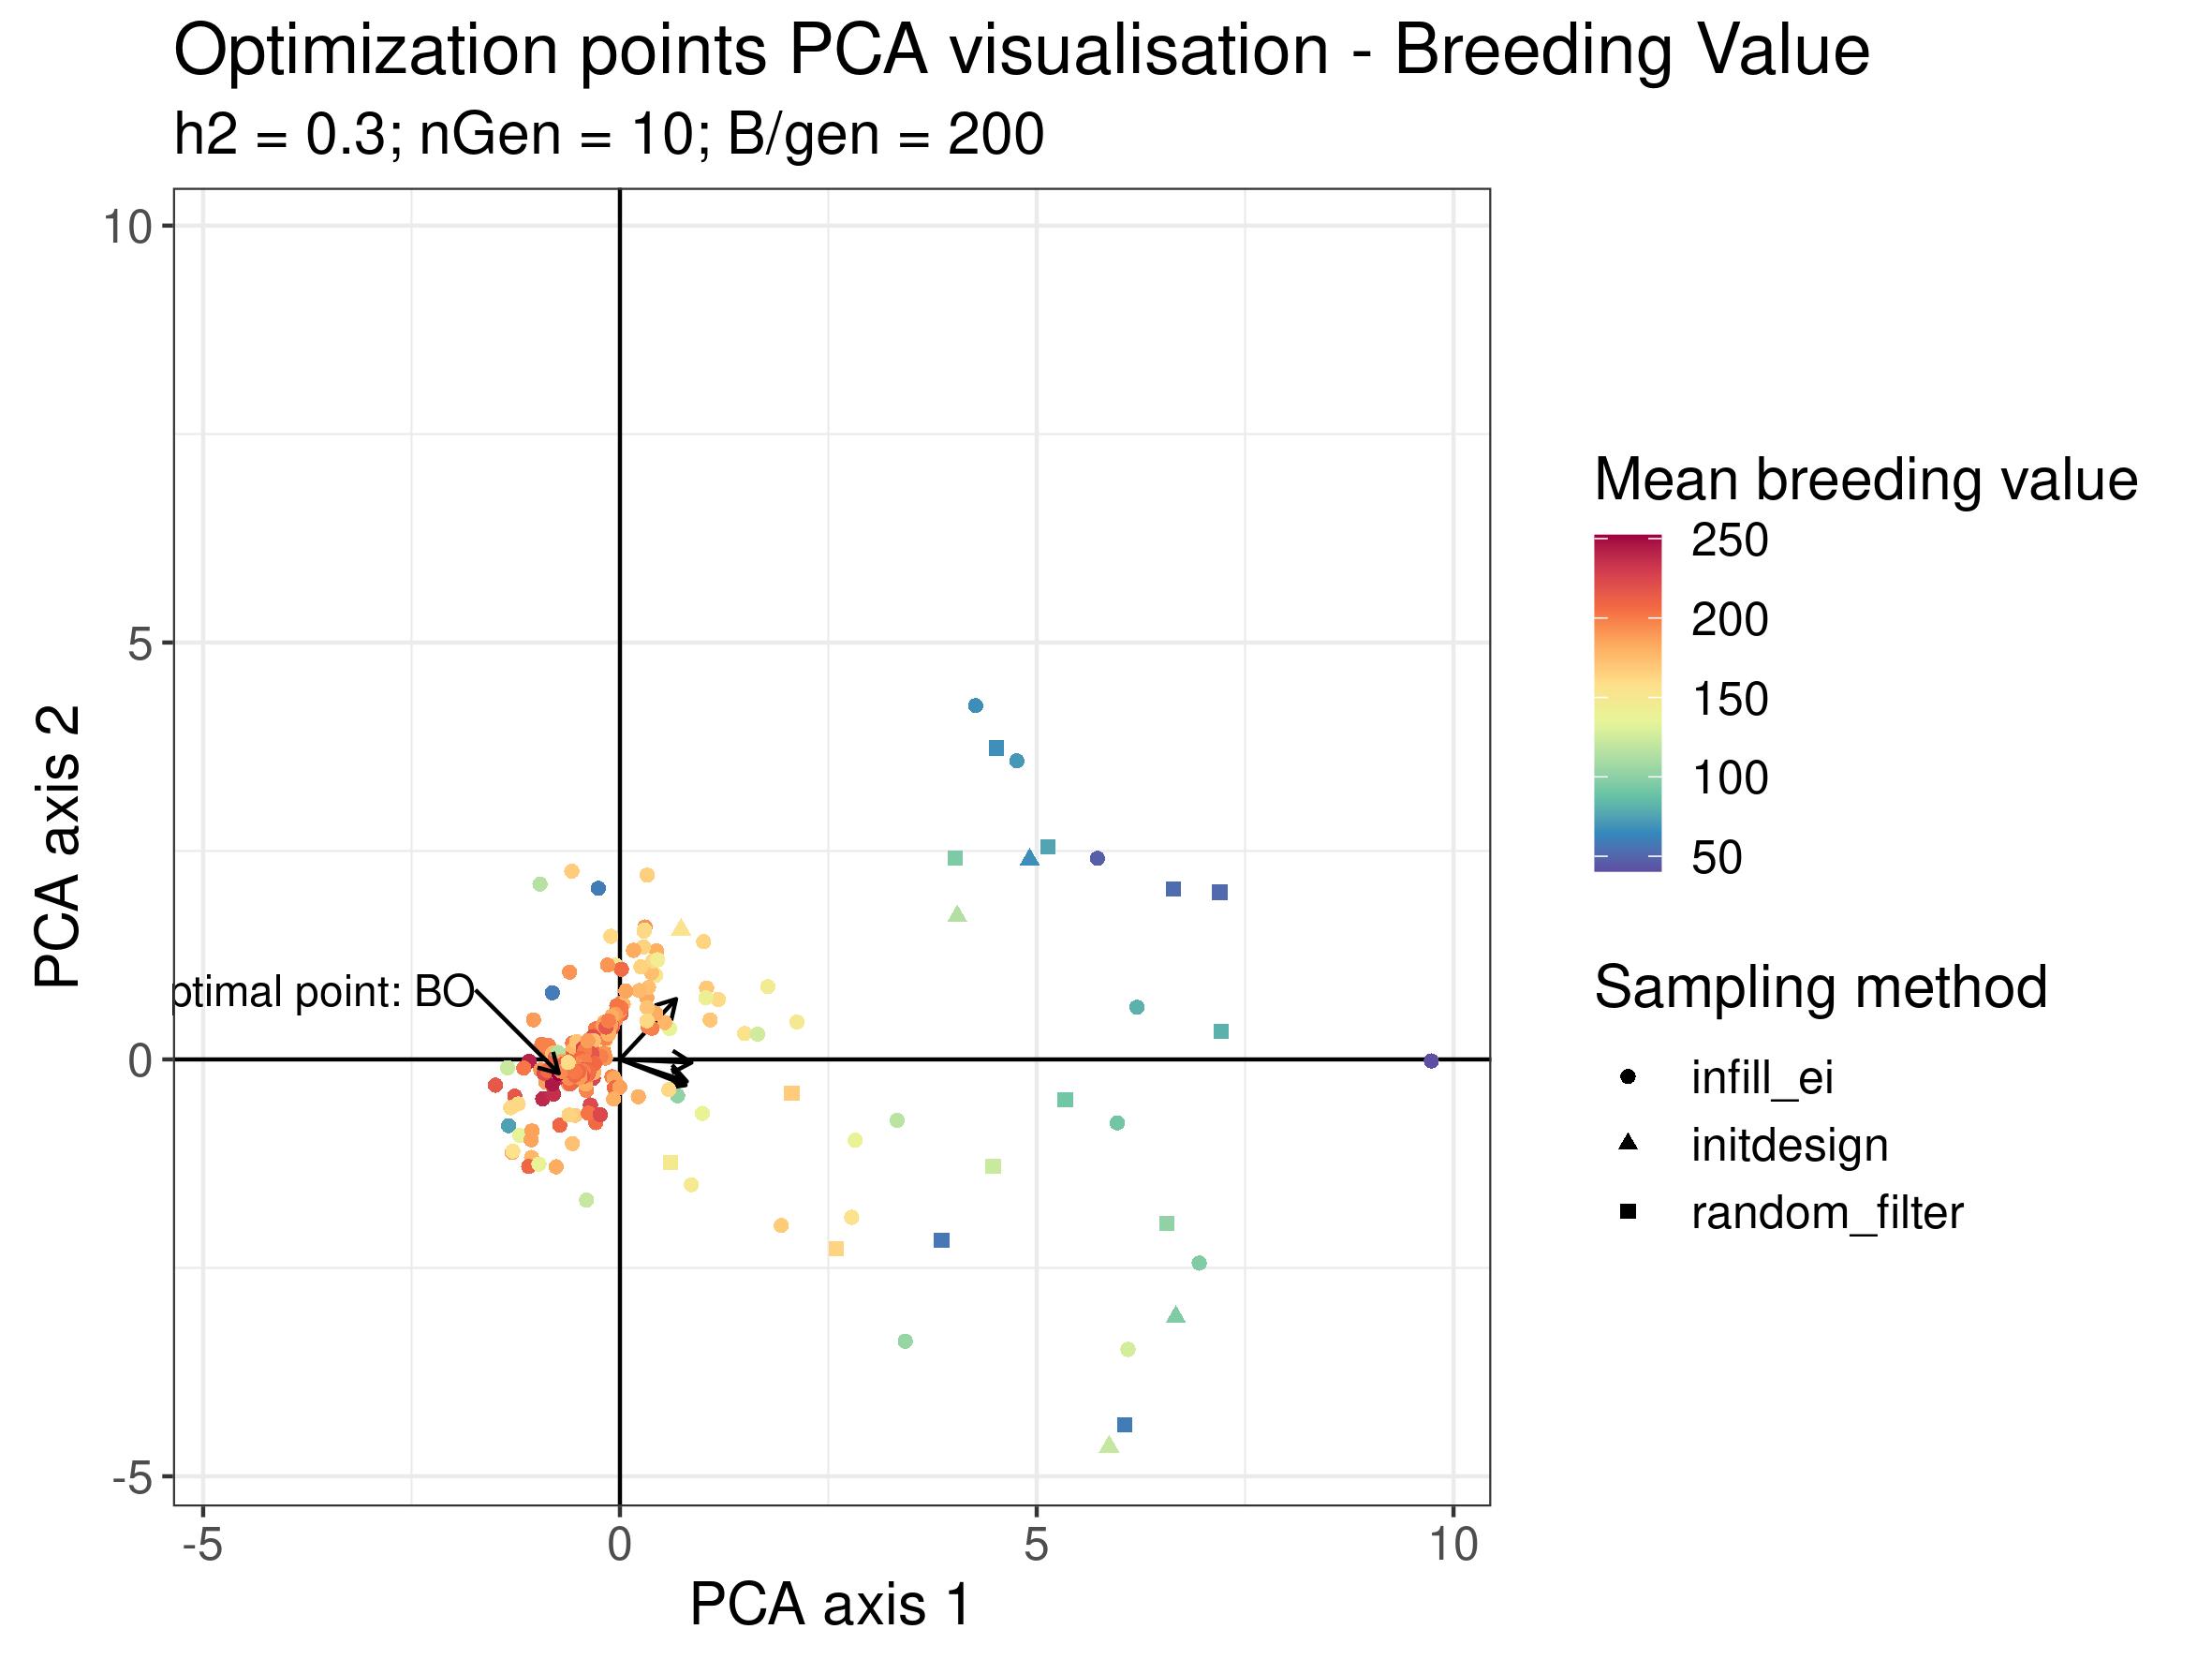 Optimization points PCA visualisation - Breeding Value
h2 = 0.3; nGen = 10; B/gen = 200
10
5
0
-5
PCA axis 2
ptimal point: BO
-5
0
5
10
PCA axis 1
Mean breeding value
250
200
150
100
50
Sampling method
infill_ei
initdesign
random_filter